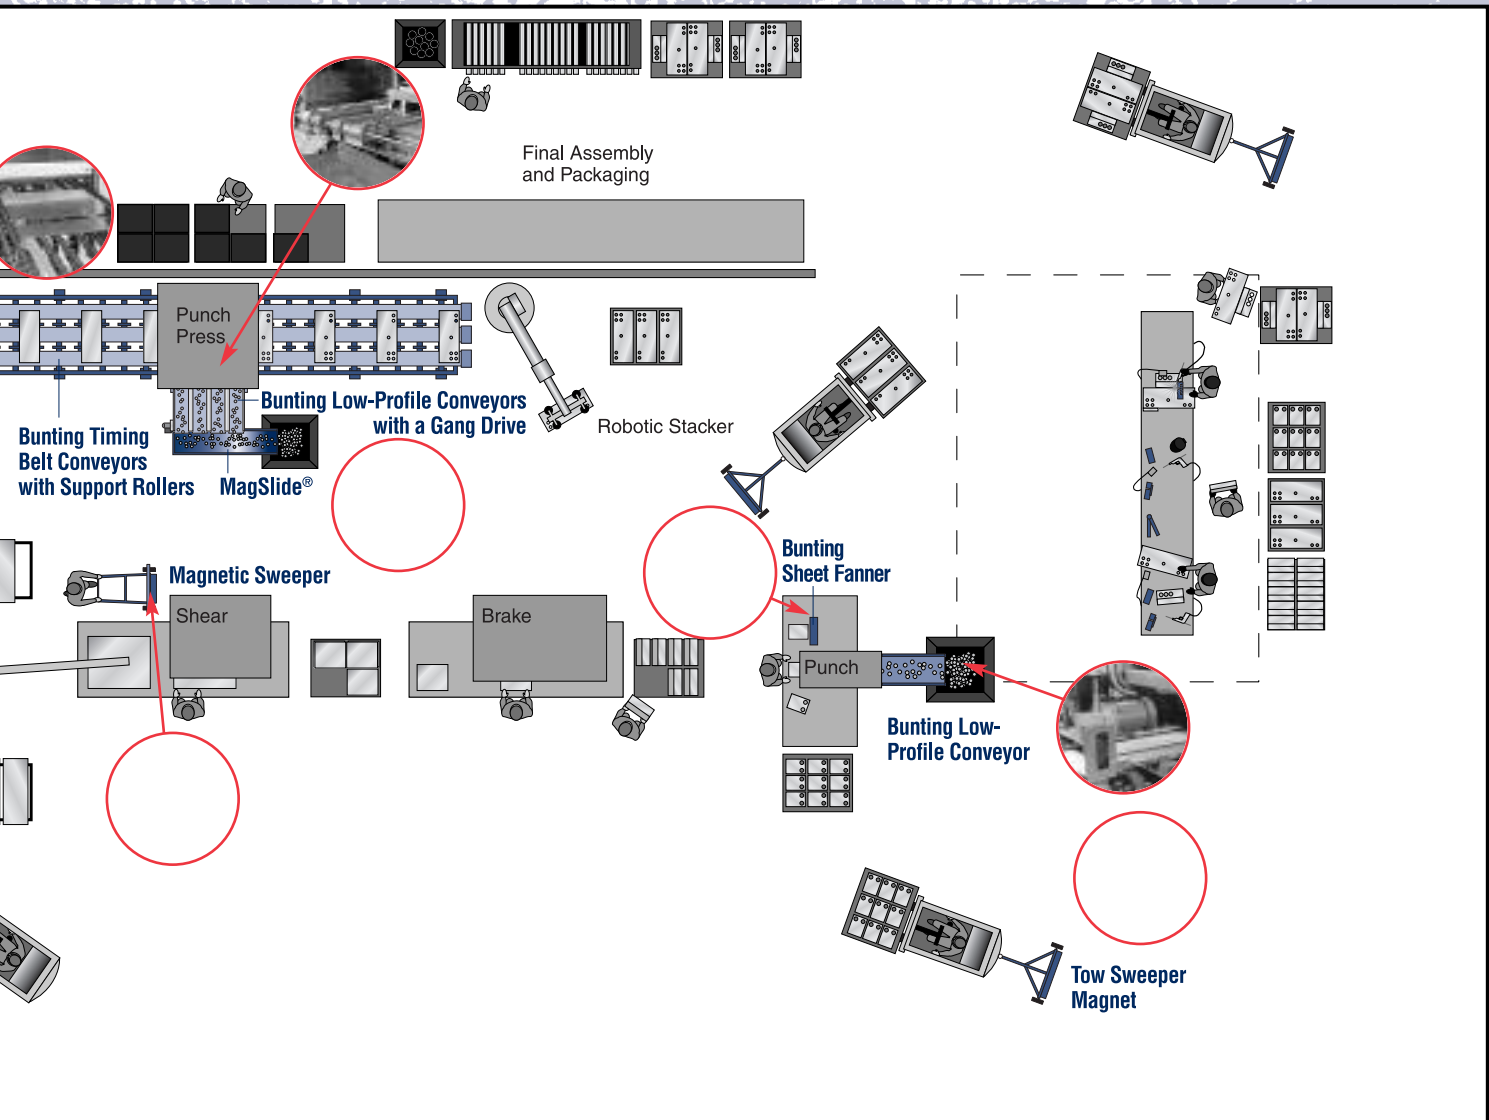 Final Assembly
and Packaging
Punch
Press
Bunting Low-Profile Conveyors
with a Gang Drive
Robotic Stacker
Bunting Timing
Belt Conveyors
with Support Rollers
MagSlide®
Bunting
Sheet Fanner
Magnetic Sweeper
Shear
Brake
Punch
Bunting Low-
Profile Conveyor
Tow Sweeper
Magnet